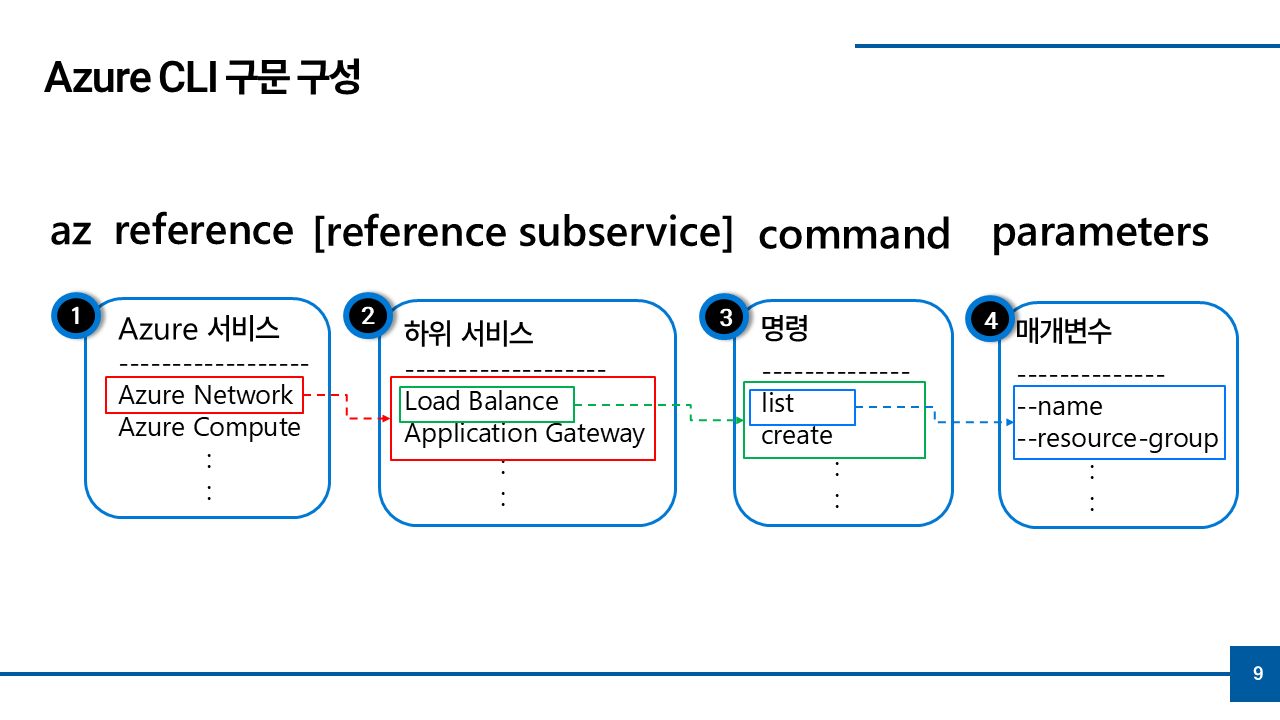 Azure CLI 구문 구성
az reference [reference subservice] command parameters
1
Azure 서비스
------------------
Azure Network
Azure Compute
:
:
2
하위 서비스
-------------------
Load Balance
Application Gateway
:
:
3
명령
--------------
list
create
:
:
4
매개변수
--------------
--name
--resource-group
:
:
9